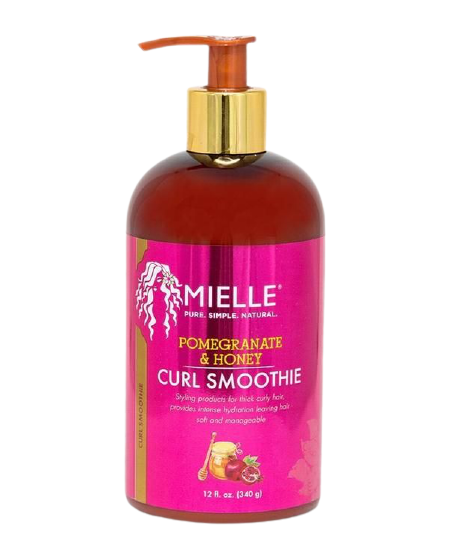 MIELLE®
PURE. SIMPLE. NATURAL.
POMEGRANATE
& HONEY
CURL SMOOTHIE
Styling products for thick curly hair,
provides intense hydration leaving hair
soft and manageable
12 fl. oz. (340 g)
CURL SMOOTHIE